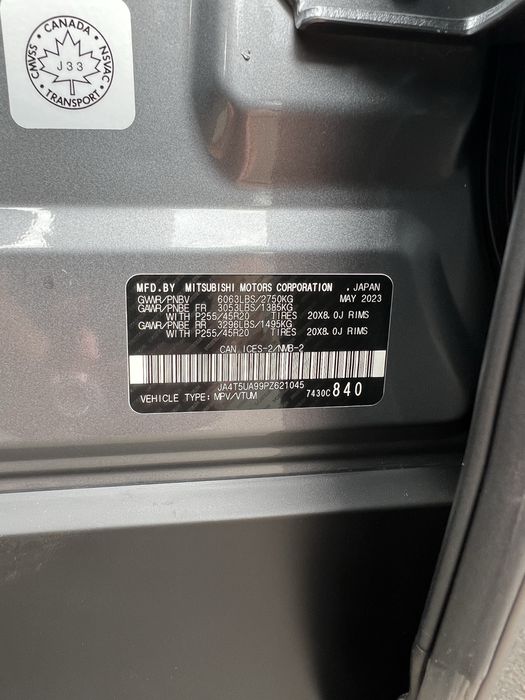 CANADA
CMVSS
NSVAC
J33
TRANSPORT
MFD.BY MITSUBISHI MOTORS CORPORATION , JAPAN
GVWR/PNBV 6063LBS/2750KG MAY 2023
GAWR/PNBE FR 3053LBS/1385KG
WITH P255/45R20 TIRES 20X8.0J RIMS
GAWR/PNBE RR 3296LBS/1495KG
WITH P255/45R20 TIRES 20X8.0J RIMS
CAN ICES-2/NMB-2
JA4T5UA99PZ621045
VEHICLE TYPE:MPV/VTUM 7430C 840